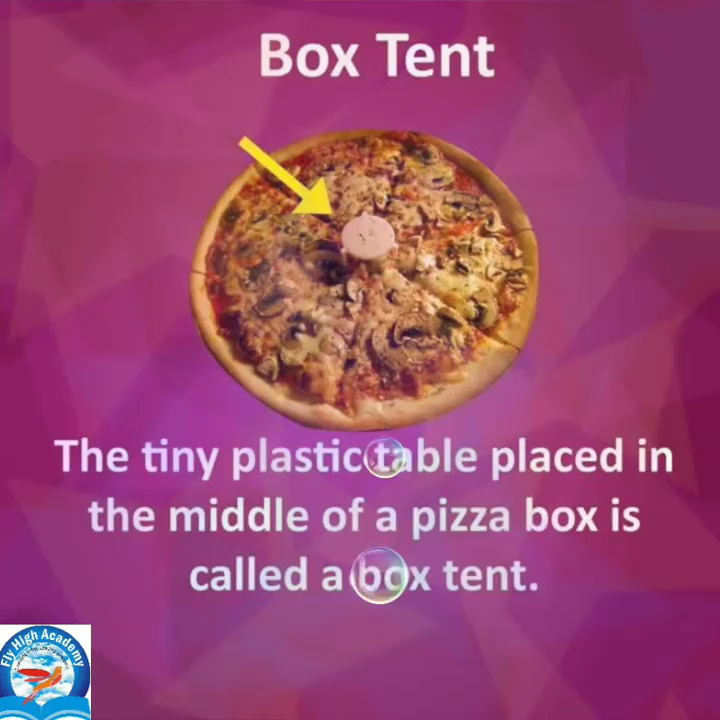 Box Tent
The tiny plastic table placed in
the middle of a pizza box is
called a box tent.
Fly High Academy